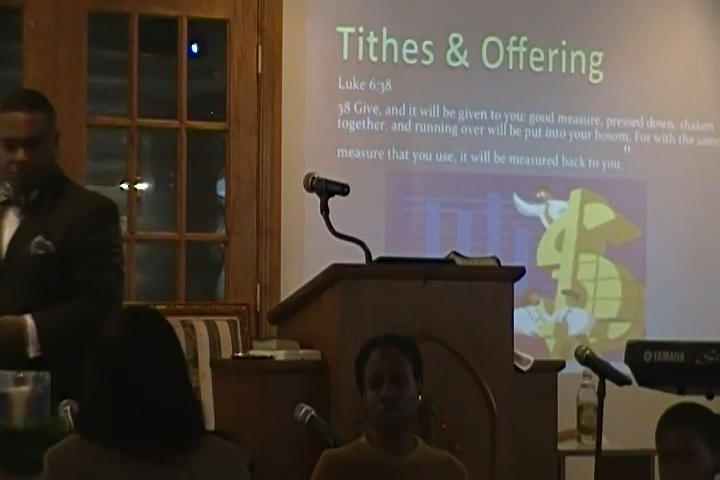 Tithes & Offering
Luke 6:38
38 Give, and it will be given to you: good measure, pressed down, shaken
together, and running over will be put into your bosom. For with the same
measure that you use, it will be measured back to you."
YAMAHA